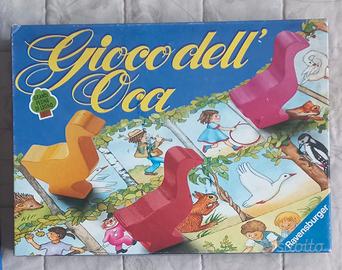 Gioco dell'
Oca
Ravensburger